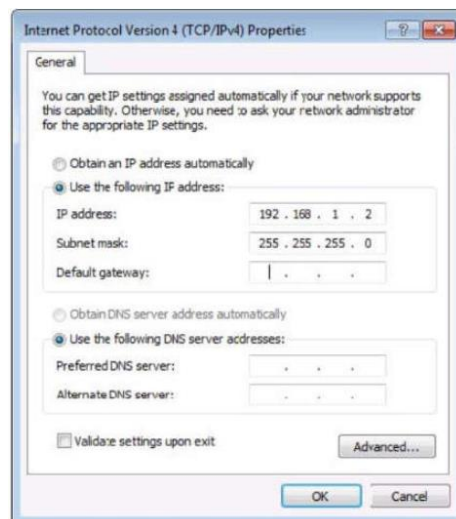 Internet Protocol Version 4 (TCP/IPv4) Properties
General
You can get IP settings assigned automatically if your network supports
this capability. Otherwise, you need to ask your network administrator
for the appropriate IP settings.
Obtain an IP address automatically
Use the following IP address:
IP address: 192 . 168 . 1 . 2
Subnet mask: 255 . 255 . 255 . 0
Default gateway: . . .
Obtain DNS server address automatically
Use the following DNS server addresses:
Preferred DNS server: . . .
Alternate DNS server: . . .
Validate settings upon exit
Advanced...
OK Cancel